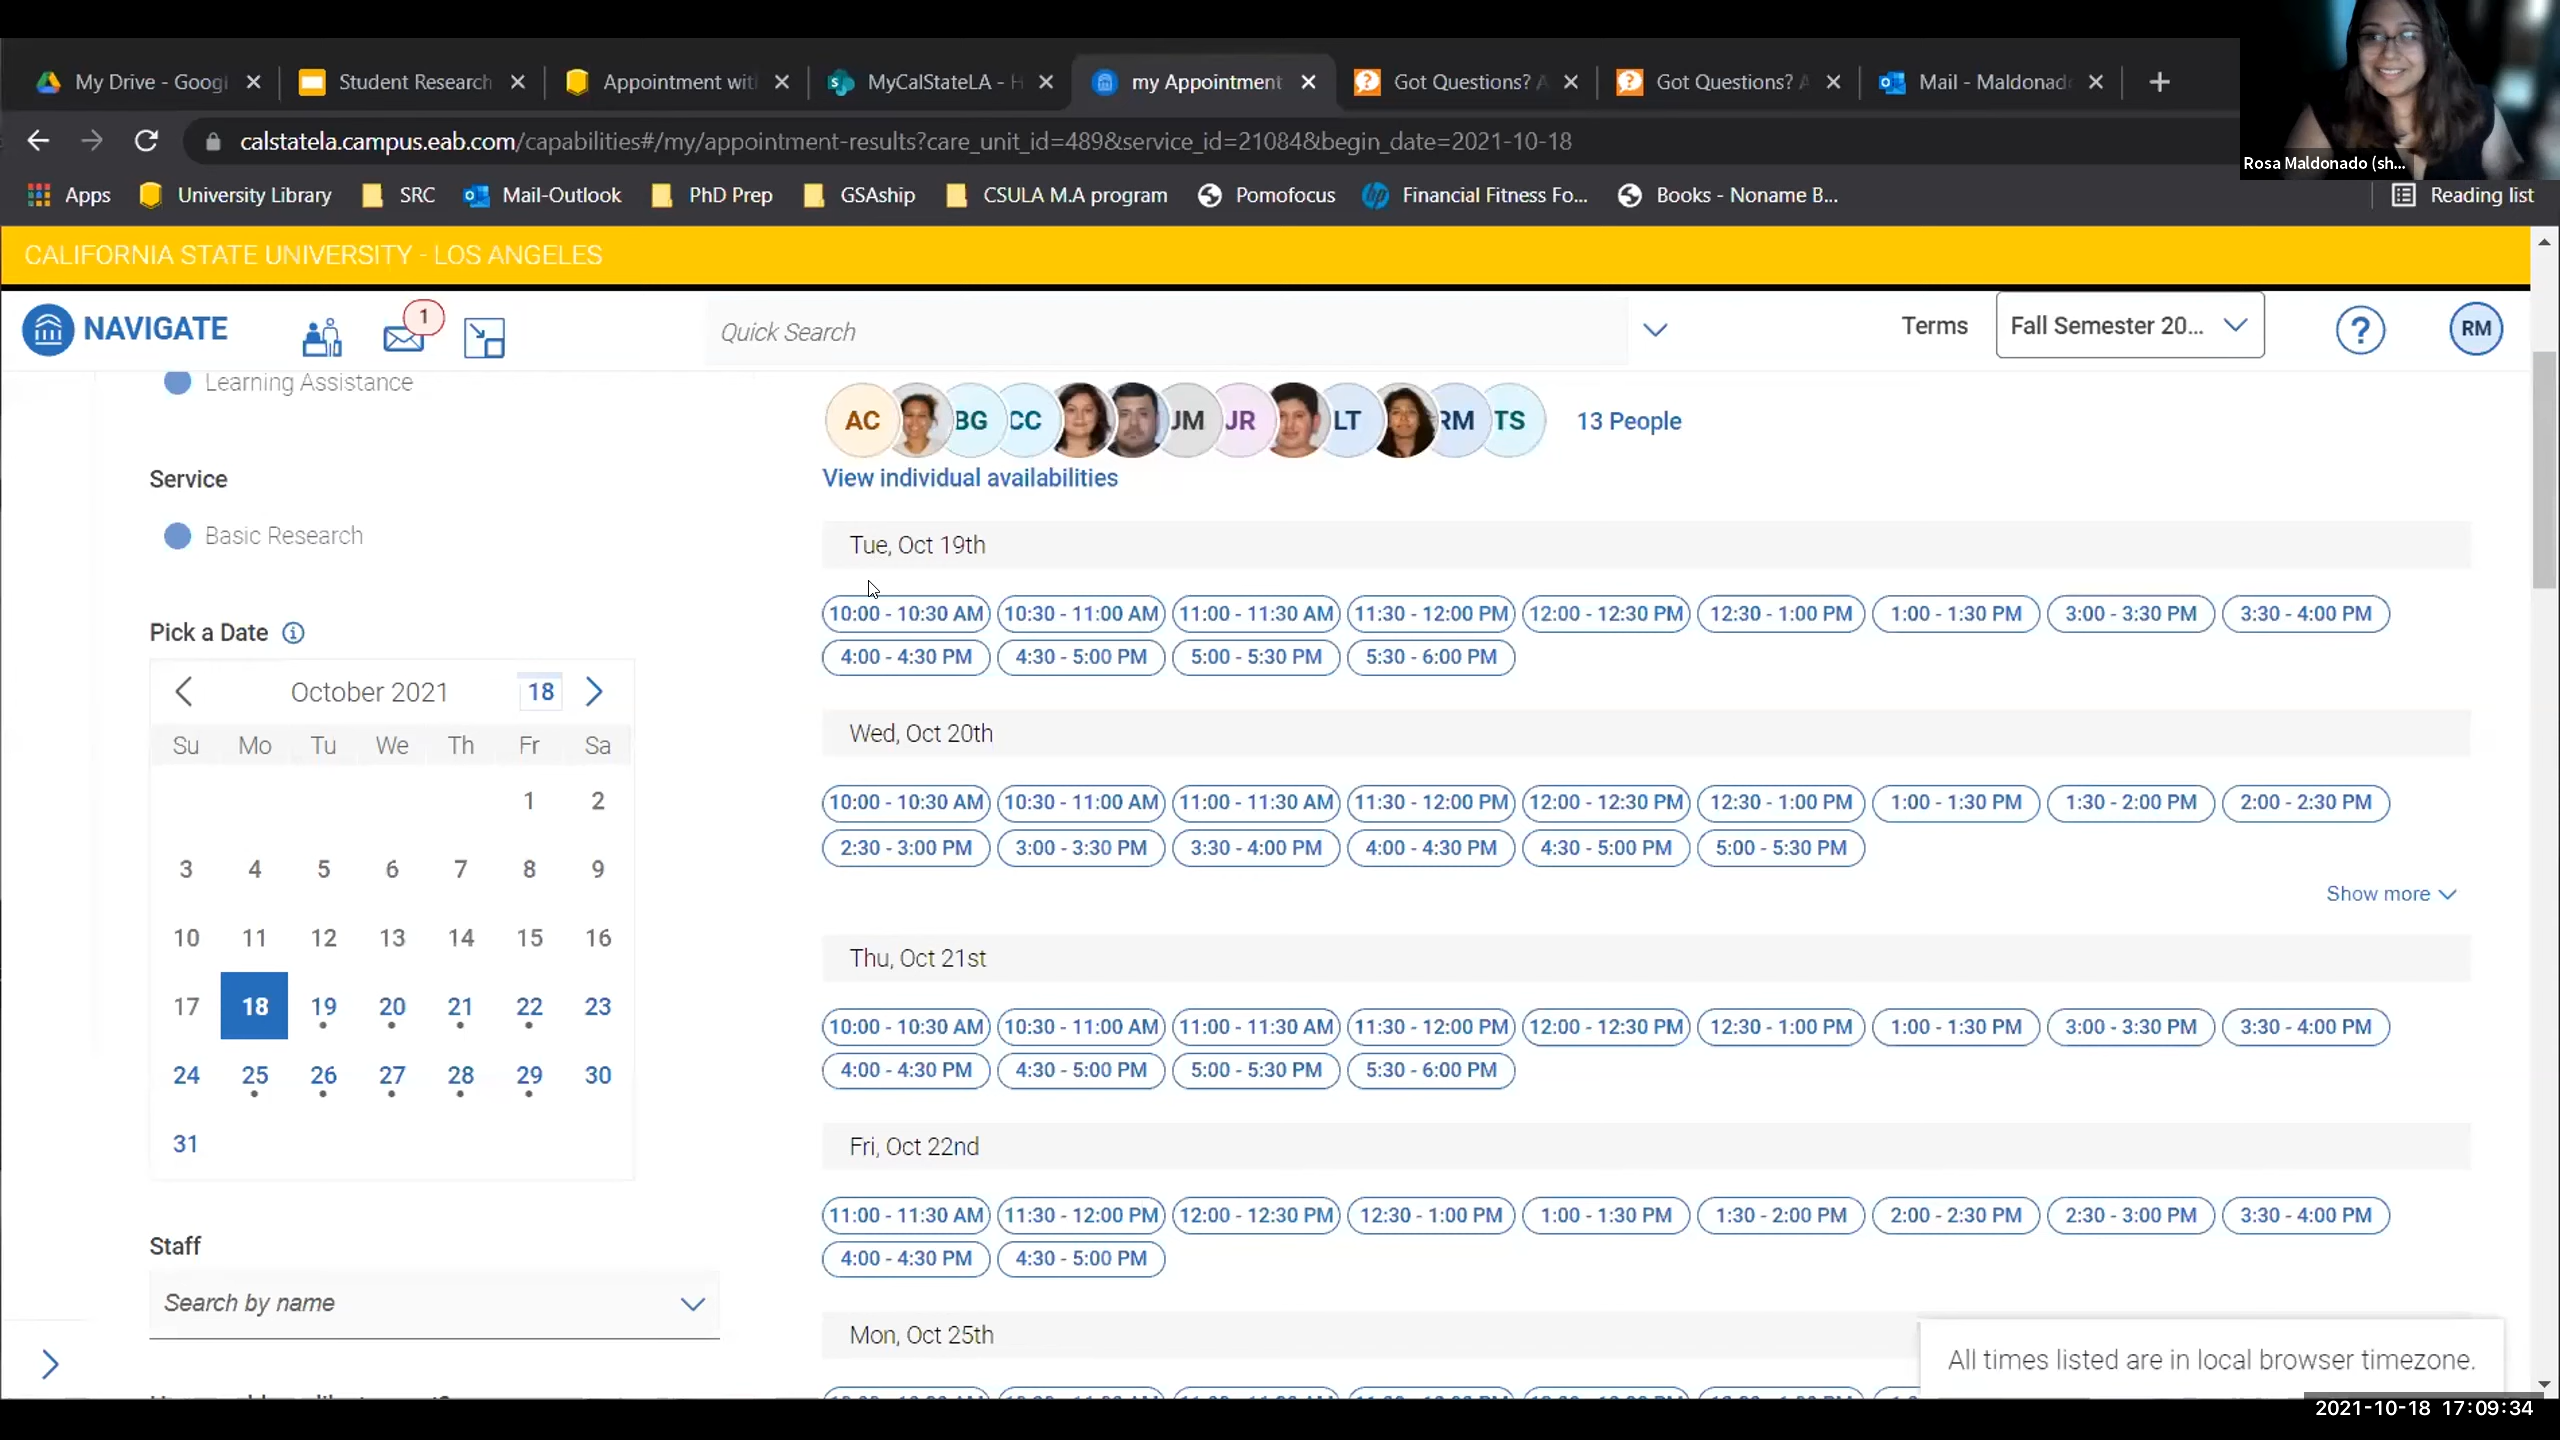 My Drive - Googl
Student Research
Appointment wit
MyCalStateLA - H
my Appointment
Got Questions? A
Got Questions? A
Mail - Maldonad
calstatela.campus.eab.com/capabilities#/my/appointment-results?care_unit_id=489&service_id=21084&begin_date=2021-10-18
Rosa Maldonado (sh...
Apps University Library SRC Mail-Outlook PhD Prep GSAship CSULA M.A program Pomofocus Financial Fitness Fo... Books - Noname B... Reading list
CALIFORNIA STATE UNIVERSITY - LOS ANGELES
NAVIGATE 1 Quick Search Terms Fall Semester 20... ? RM
Learning Assistance
Service
Basic Research
Pick a Date
October 2021 18
Su Mo Tu We Th Fr Sa
1 2
3 4 5 6 7 8 9
10 11 12 13 14 15 16
17 18 19 20 21 22 23
24 25 26 27 28 29 30
31
Staff
Search by name
AC BG CC JM JR LT RM TS 13 People
View individual availabilities
Tue, Oct 19th
10:00 - 10:30 AM 10:30 - 11:00 AM 11:00 - 11:30 AM 11:30 - 12:00 PM 12:00 - 12:30 PM 12:30 - 1:00 PM 1:00 - 1:30 PM 3:00 - 3:30 PM 3:30 - 4:00 PM
4:00 - 4:30 PM 4:30 - 5:00 PM 5:00 - 5:30 PM 5:30 - 6:00 PM
Wed, Oct 20th
10:00 - 10:30 AM 10:30 - 11:00 AM 11:00 - 11:30 AM 11:30 - 12:00 PM 12:00 - 12:30 PM 12:30 - 1:00 PM 1:00 - 1:30 PM 1:30 - 2:00 PM 2:00 - 2:30 PM
2:30 - 3:00 PM 3:00 - 3:30 PM 3:30 - 4:00 PM 4:00 - 4:30 PM 4:30 - 5:00 PM 5:00 - 5:30 PM
Show more
Thu, Oct 21st
10:00 - 10:30 AM 10:30 - 11:00 AM 11:00 - 11:30 AM 11:30 - 12:00 PM 12:00 - 12:30 PM 12:30 - 1:00 PM 1:00 - 1:30 PM 3:00 - 3:30 PM 3:30 - 4:00 PM
4:00 - 4:30 PM 4:30 - 5:00 PM 5:00 - 5:30 PM 5:30 - 6:00 PM
Fri, Oct 22nd
11:00 - 11:30 AM 11:30 - 12:00 PM 12:00 - 12:30 PM 12:30 - 1:00 PM 1:00 - 1:30 PM 1:30 - 2:00 PM 2:00 - 2:30 PM 2:30 - 3:00 PM 3:30 - 4:00 PM
4:00 - 4:30 PM 4:30 - 5:00 PM
Mon, Oct 25th
All times listed are in local browser timezone.
2021-10-18 17:09:34